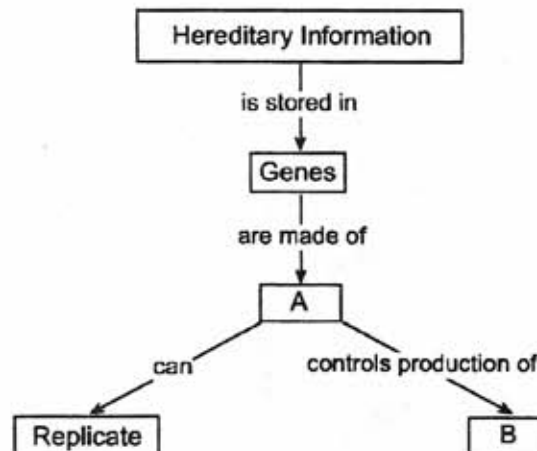 Hereditary Information
is stored in
Genes
are made of
A
can
controls production of
Replicate
B